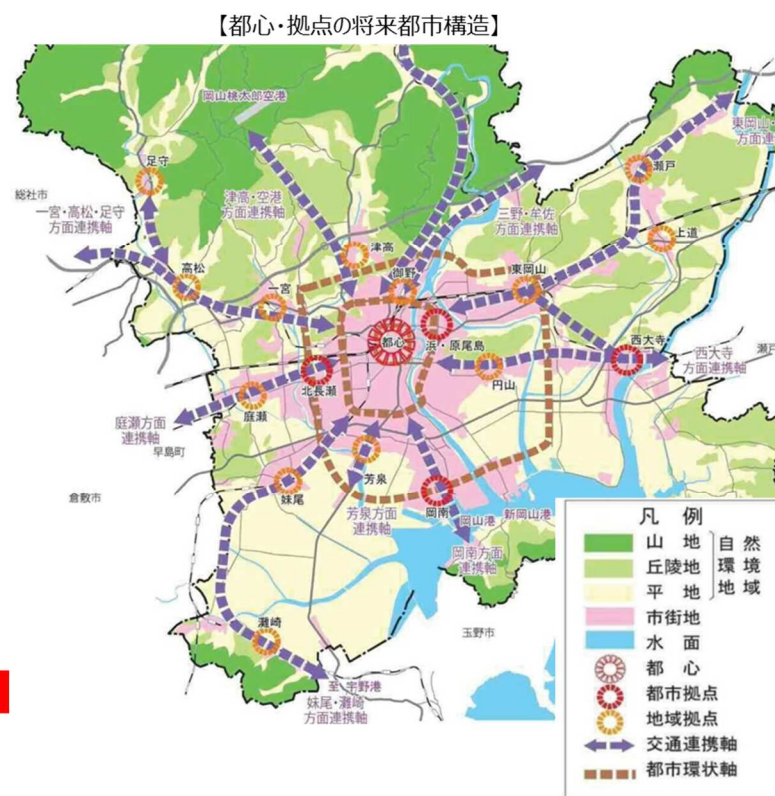 【都心・拠点の将来都市構造】
岡山桃太郎空港
足守
総社市
一宮・高松・足守
方面連携軸
津高・空港
方面連携軸
三野・牟佐
方面連携軸
東岡山・
方面連
瀬戸
上道
津高
御野
東岡山
高松
一宮
都心
浜・原尾島
西大寺
西大寺
方面連携軸
瀬戸
北長瀬
円山
庭瀬
庭瀬方面
連携軸
早島町
倉敷市
妹尾
芳泉
芳泉方面
連携軸
岡南
岡山港
新岡山港
岡南方面
連携軸
灘崎
玉野市
至 宇野港
妹尾・灘崎
方面連携軸
凡 例
山 地
丘陵地
平 地
自然
環境
地域
市街地
水 面
都 心
都市拠点
地域拠点
交通連携軸
都市環状軸